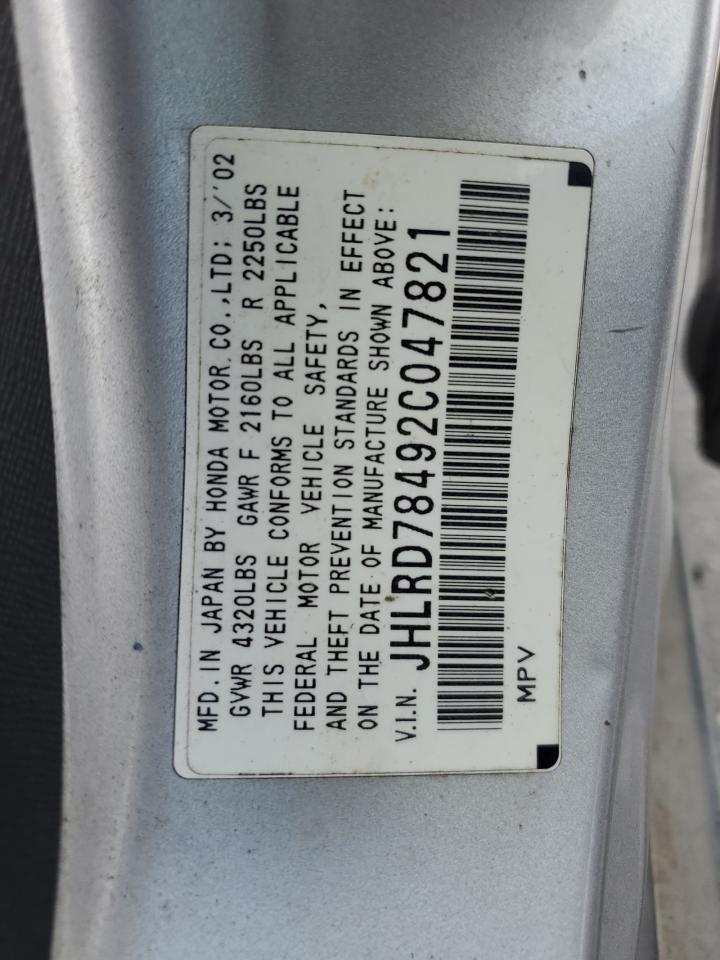 MFD. IN JAPAN BY HONDA MOTOR. CO.,LTD; 3/'02
GVWR 4320LBS GAWR F 2160LBS R 2250LBS
THIS VEHICLE CONFORMS TO ALL APPLICABLE
FEDERAL MOTOR VEHICLE SAFETY,
AND THEFT PREVENTION STANDARDS IN EFFECT
ON THE DATE OF MANUFACTURE SHOWN ABOVE:
V.I.N. JHLRD78492C047821
MPV